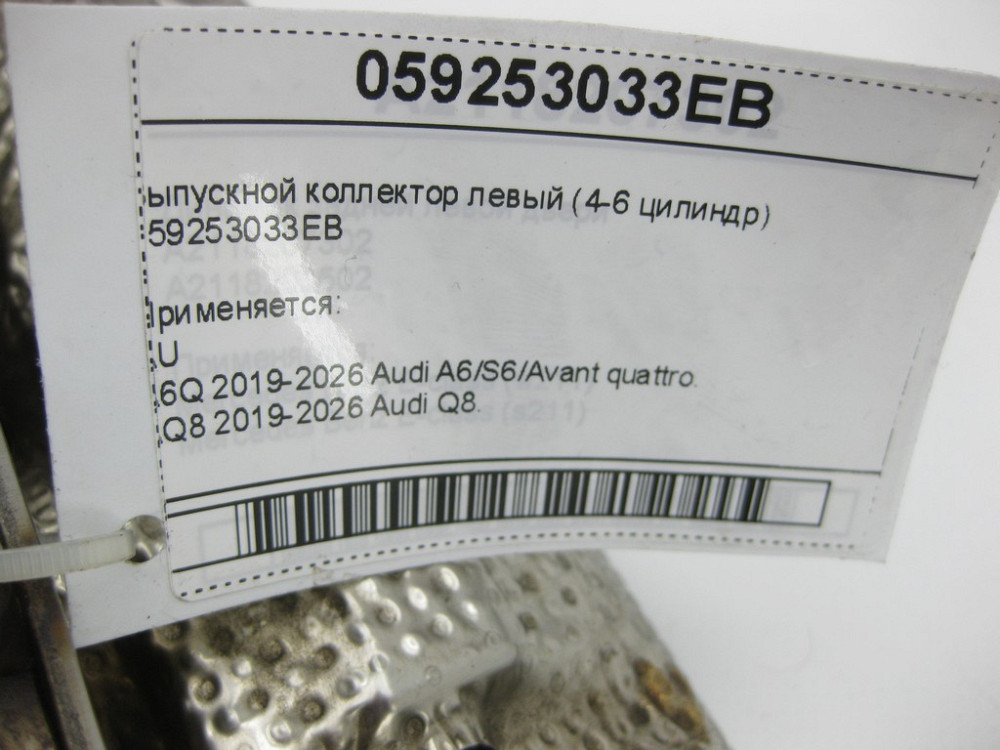 059253033EB
ыпускной коллектор левый (4-6 цилиндр)
59253033EB
рименяется:
U
6Q 2019-2026 Audi A6/S6/Avant quattro.
Q8 2019-2026 Audi Q8.